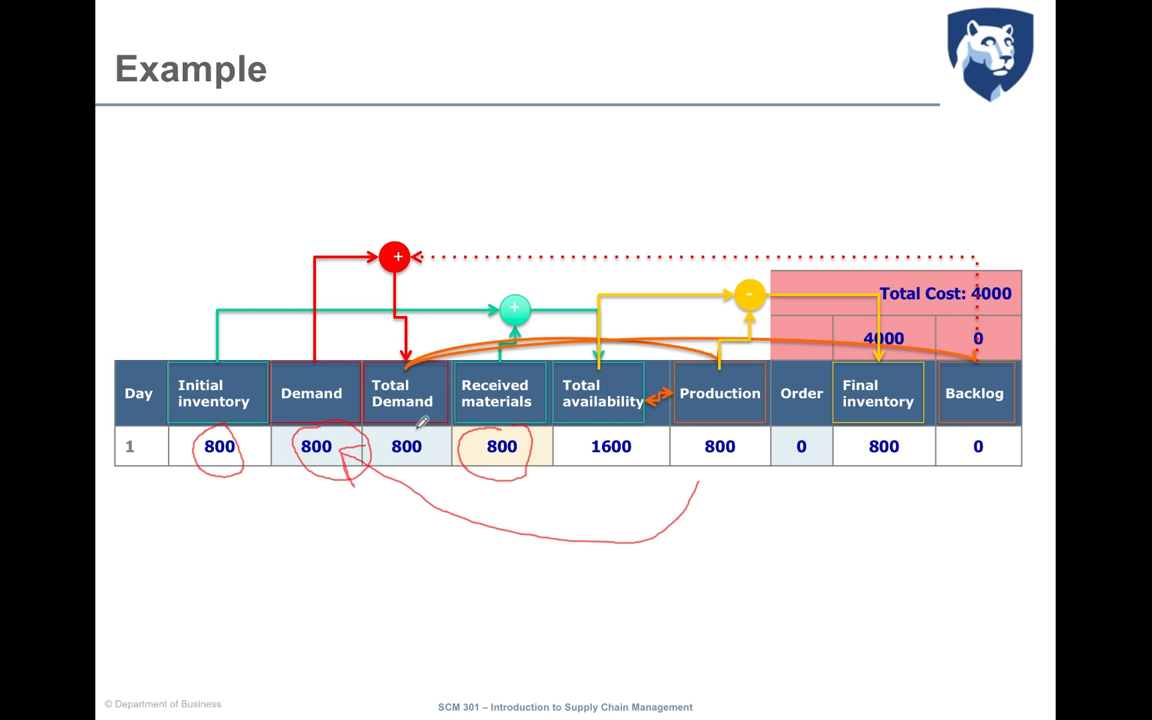 Example
+
+
-
Total Cost: 4000
4000 0
Day Initial inventory Demand Total Demand Received materials Total availability Production Order Final inventory Backlog
1 800 800 800 800 1600 800 0 800 0
© Department of Business
SCM 301 – Introduction to Supply Chain Management